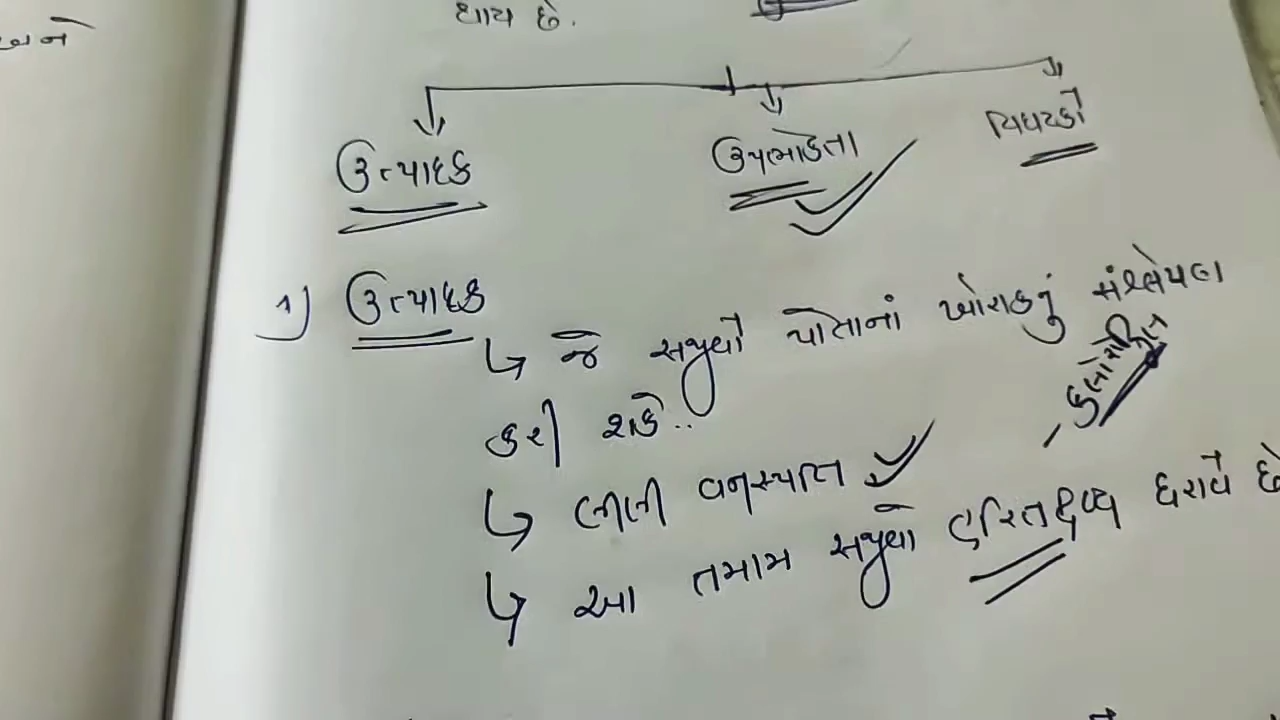 થાય છે.
ઉત્પાદક ઉપભોક્તા વિઘટકો
૧) ઉત્પાદક
↳ જે સજીવો પોતાનાં ખોરાકનું સંશ્લેષણ
કરી શકે..
↳ લીલી વનસ્પતિ
↳ આ તમામ સજીવો હરિતદ્રવ્ય ધરાવે છે